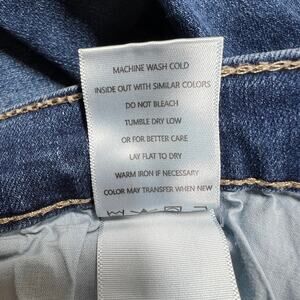 MACHINE WASH COLD
INSIDE OUT WITH SIMILAR COLORS
DO NOT BLEACH
TUMBLE DRY LOW
OR FOR BETTER CARE
LAY FLAT TO DRY
WARM IRON IF NECESSARY
COLOR MAY TRANSFER WHEN NEW